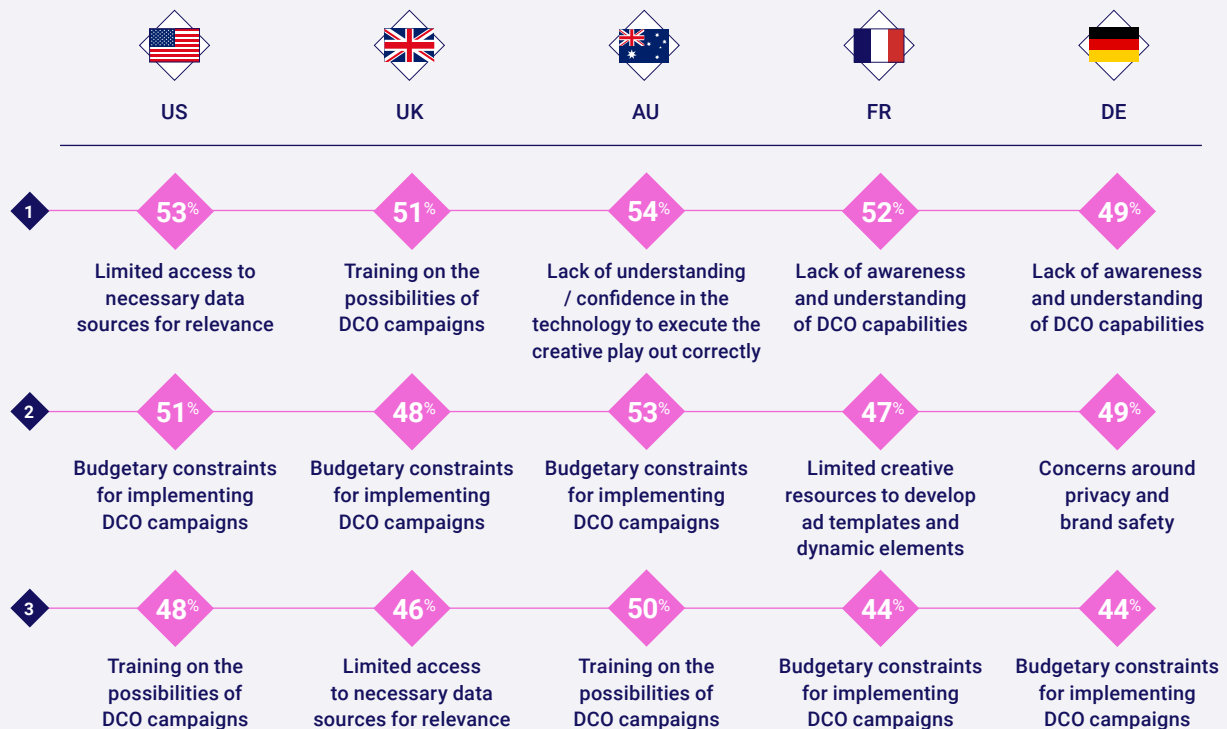 US
UK
AU
FR
DE
1
53%
51%
54%
52%
49%
Limited access to
necessary data
sources for relevance
Training on the
possibilities of
DCO campaigns
Lack of understanding
/ confidence in the
technology to execute the
creative play out correctly
Lack of awareness
and understanding
of DCO capabilities
Lack of awareness
and understanding
of DCO capabilities
2
51%
48%
53%
47%
49%
Budgetary constraints
for implementing
DCO campaigns
Budgetary constraints
for implementing
DCO campaigns
Budgetary constraints
for implementing
DCO campaigns
Limited creative
resources to develop
ad templates and
dynamic elements
Concerns around
privacy and
brand safety
3
48%
46%
50%
44%
44%
Training on the
possibilities of
DCO campaigns
Limited access
to necessary data
sources for relevance
Training on the
possibilities of
DCO campaigns
Budgetary constraints
for implementing
DCO campaigns
Budgetary constraints
for implementing
DCO campaigns